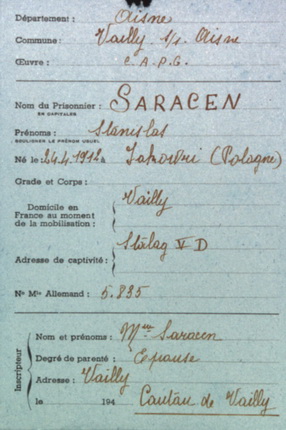 Département : Aisne
Commune : Vailly s/s. Aisne
Œuvre : C.A.P.G.
Nom du Prisonnier : SARACEN
EN CAPITALES
Prénoms : Stanislas
SOULIGNER LE PRÉNOM USUEL
Né le : 24.4.1912 à (Pologne)
Grade et Corps :
Domicile en
France au moment
de la mobilisation : Vailly
Adresse de captivité : Stalag V D
No Mle Allemand : 5.835
Inscripteur
Nom et prénoms : Mme Saracen
Degré de parenté : Epouse
Adresse : Vailly
le 194 Canton de Vailly